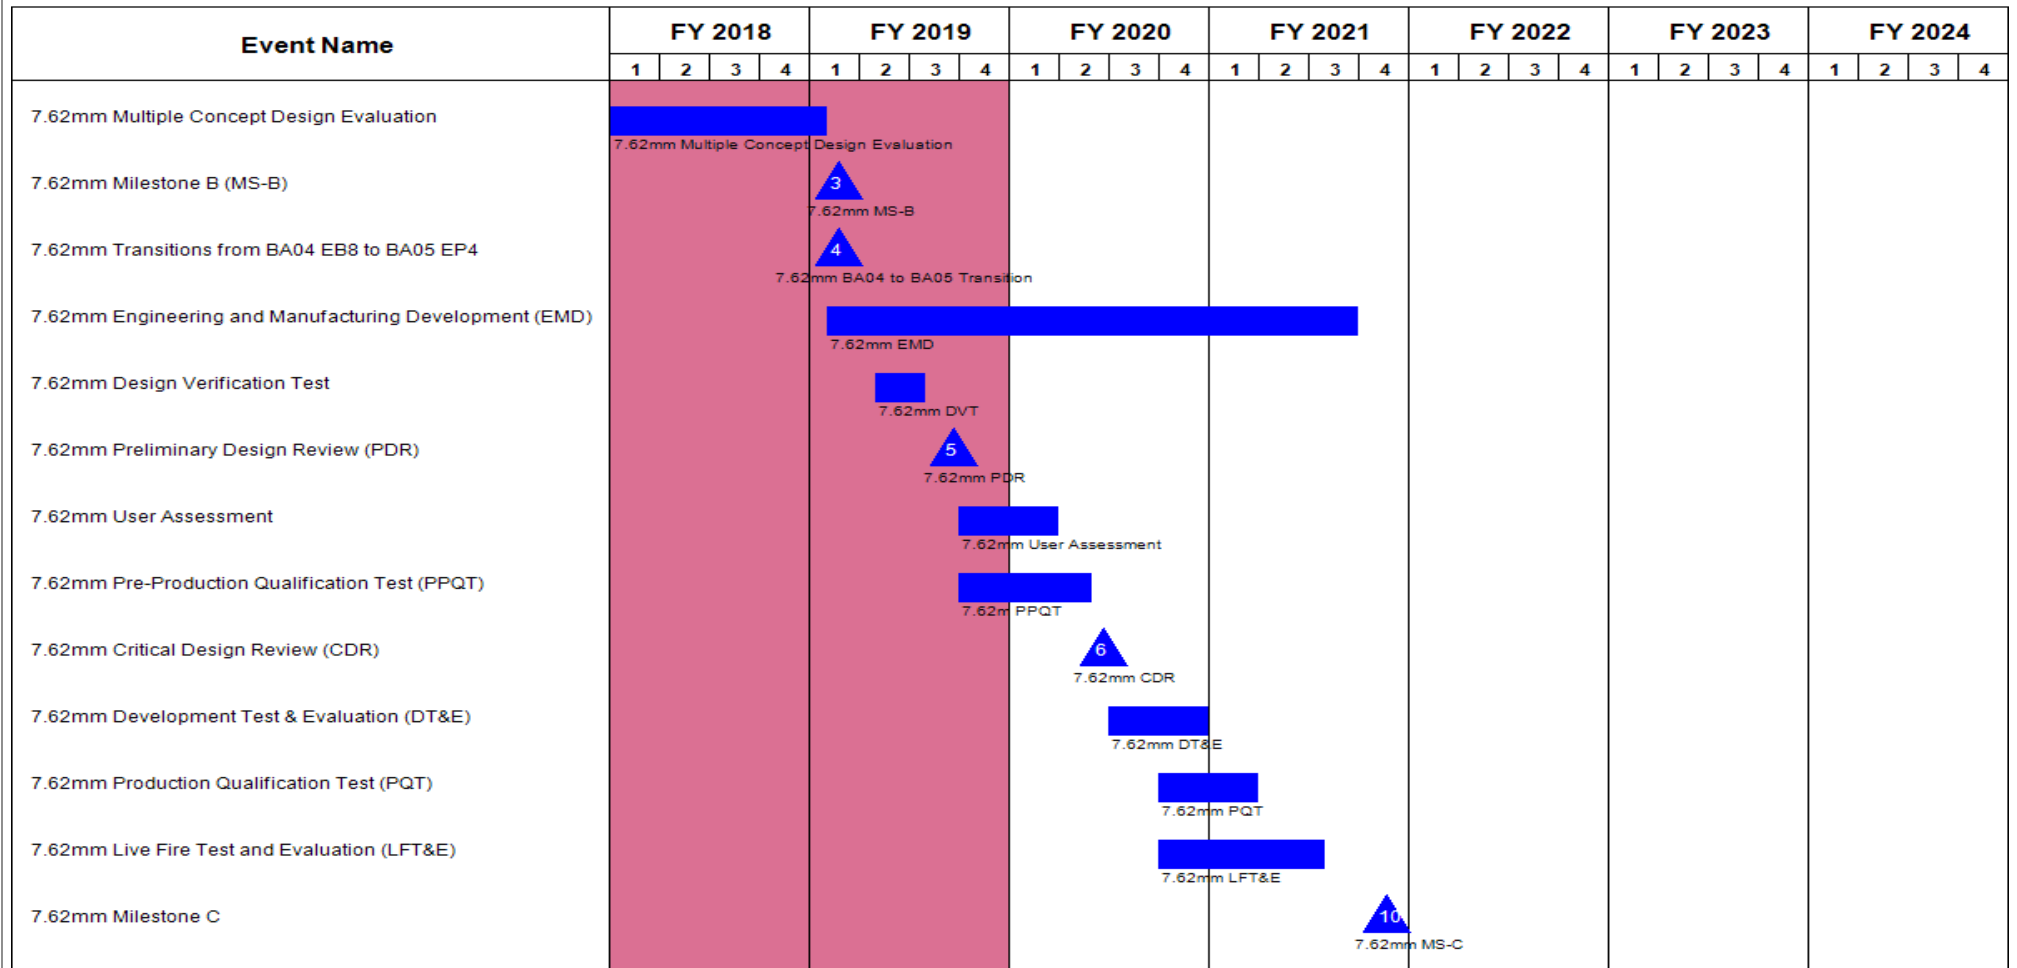 Event Name FY 2018 FY 2019 FY 2020 FY 2021 FY 2022 FY 2023 FY 2024
1 2 3 4 1 2 3 4 1 2 3 4 1 2 3 4 1 2 3 4 1 2 3 4 1 2 3 4
7.62mm Multiple Concept Design Evaluation
7.62mm Multiple Concept Design Evaluation
7.62mm Milestone B (MS-B) 3
7.62mm MS-B
7.62mm Transitions from BA04 EB8 to BA05 EP4 4
7.62mm BA04 to BA05 Transition
7.62mm Engineering and Manufacturing Development (EMD)
7.62mm EMD
7.62mm Design Verification Test
7.62mm DVT
7.62mm Preliminary Design Review (PDR) 5
7.62mm PDR
7.62mm User Assessment
7.62mm User Assessment
7.62mm Pre-Production Qualification Test (PPQT)
7.62m PPQT
7.62mm Critical Design Review (CDR) 6
7.62mm CDR
7.62mm Development Test & Evaluation (DT&E)
7.62mm DT&E
7.62mm Production Qualification Test (PQT)
7.62mm PQT
7.62mm Live Fire Test and Evaluation (LFT&E)
7.62mm LFT&E
7.62mm Milestone C 10
7.62mm MS-C